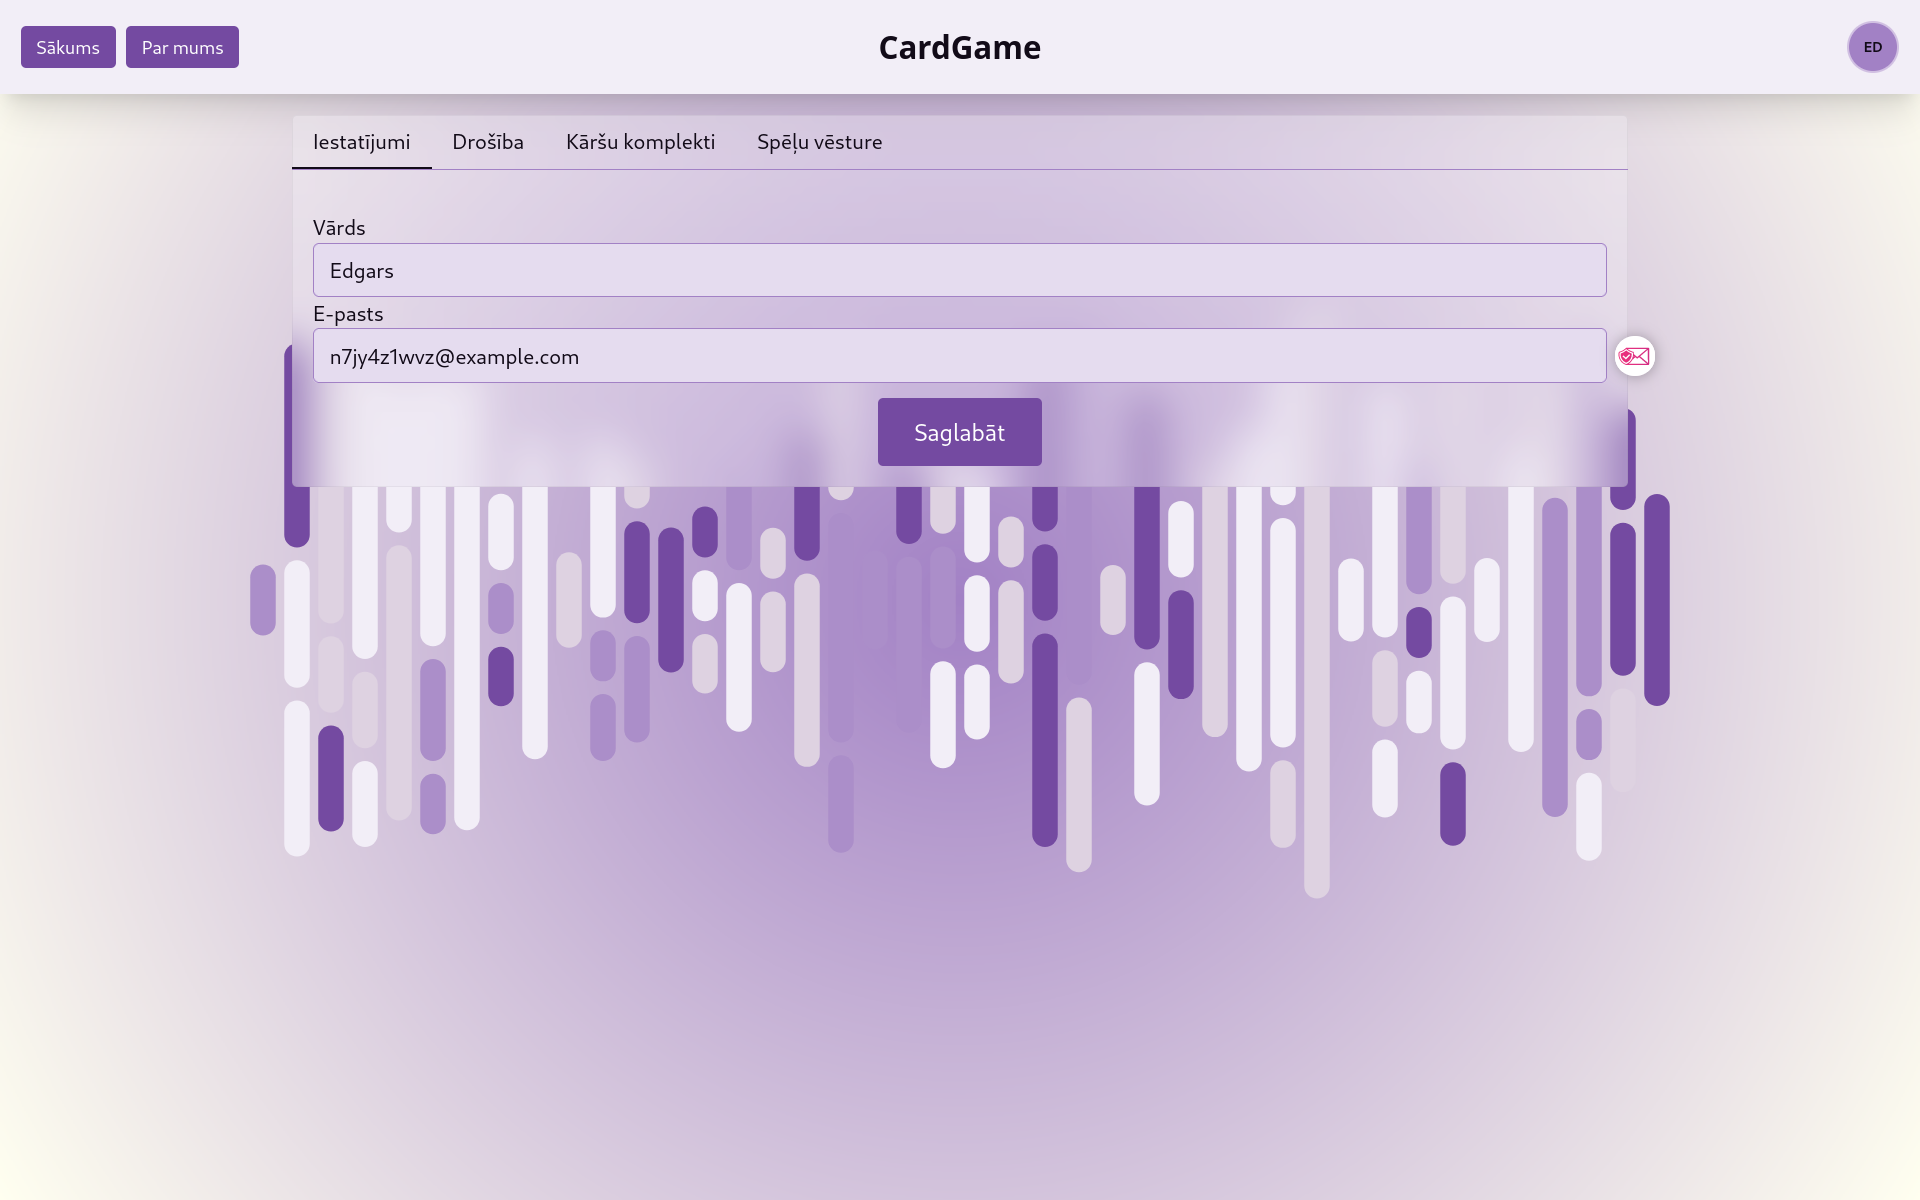 Sākums Par mums CardGame ED
Iestatījumi Drošība Kāršu komplekti Spēļu vēsture
Vārds
Edgars
E-pasts
n7jy4z1wvz@example.com
Saglabāt